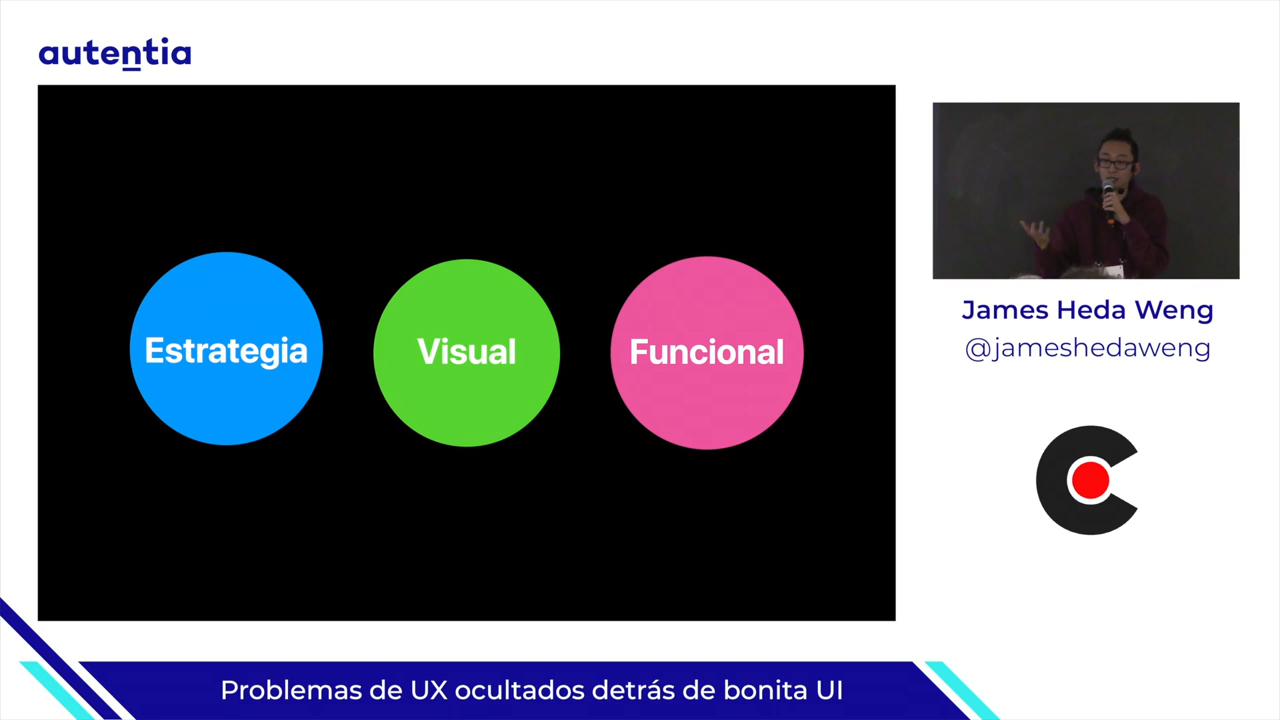 autentia
Estrategia
Visual
Funcional
James Heda Weng
@jameshedaweng
Problemas de UX ocultados detrás de bonita UI